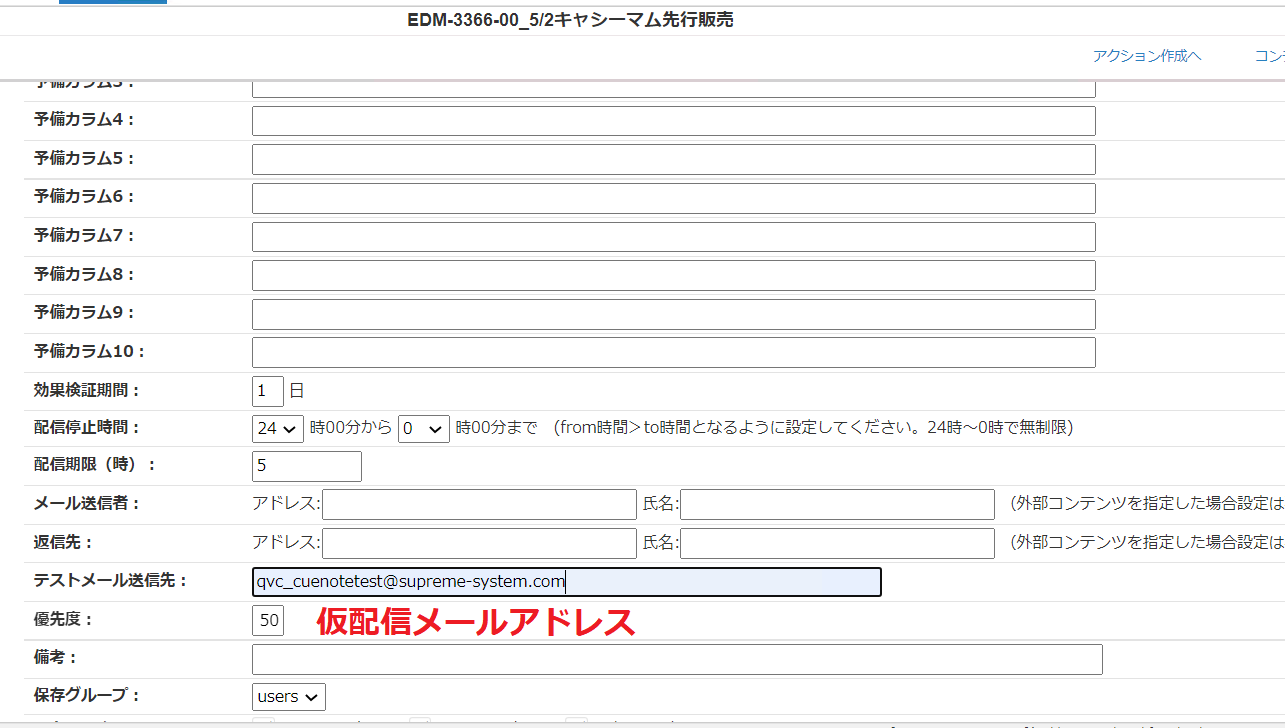 EDM-3366-00_5/2キャシーマム先行販売
アクション作成へ コン
予備カラム3：
予備カラム4：
予備カラム5：
予備カラム6：
予備カラム7：
予備カラム8：
予備カラム9：
予備カラム10：
効果検証期間： 1 日
配信停止時間： 24 時00分から 0 時00分まで （from時間＞to時間となるように設定してください。24時～0時で無制限）
配信期限（時）： 5
メール送信者： アドレス: 氏名: （外部コンテンツを指定した場合設定は
返信先： アドレス: 氏名: （外部コンテンツを指定した場合設定は
テストメール送信先： qvc_cuenotetest@supreme-system.com
優先度： 50 仮配信メールアドレス
備考：
保存グループ： users